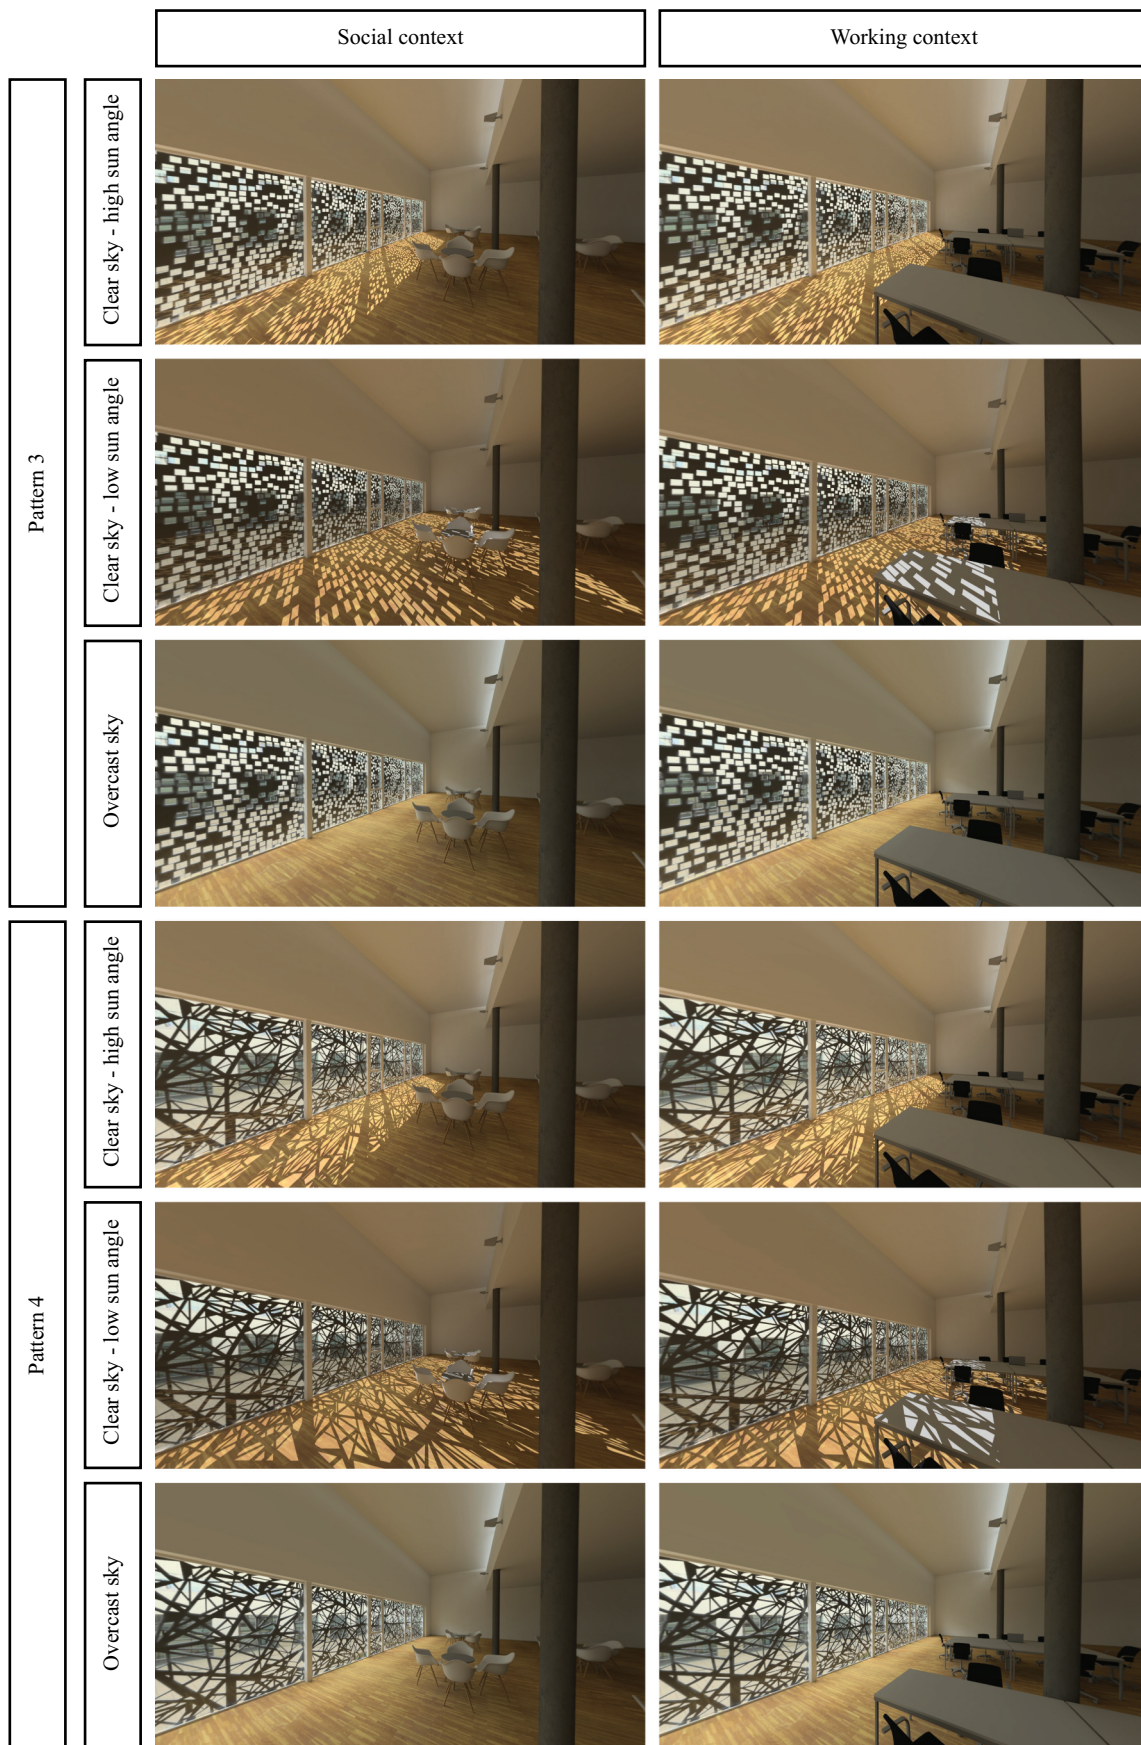 Social context
Working context
Pattern 3
Clear sky - high sun angle
Clear sky - low sun angle
Overcast sky
Pattern 4
Clear sky - high sun angle
Clear sky - low sun angle
Overcast sky